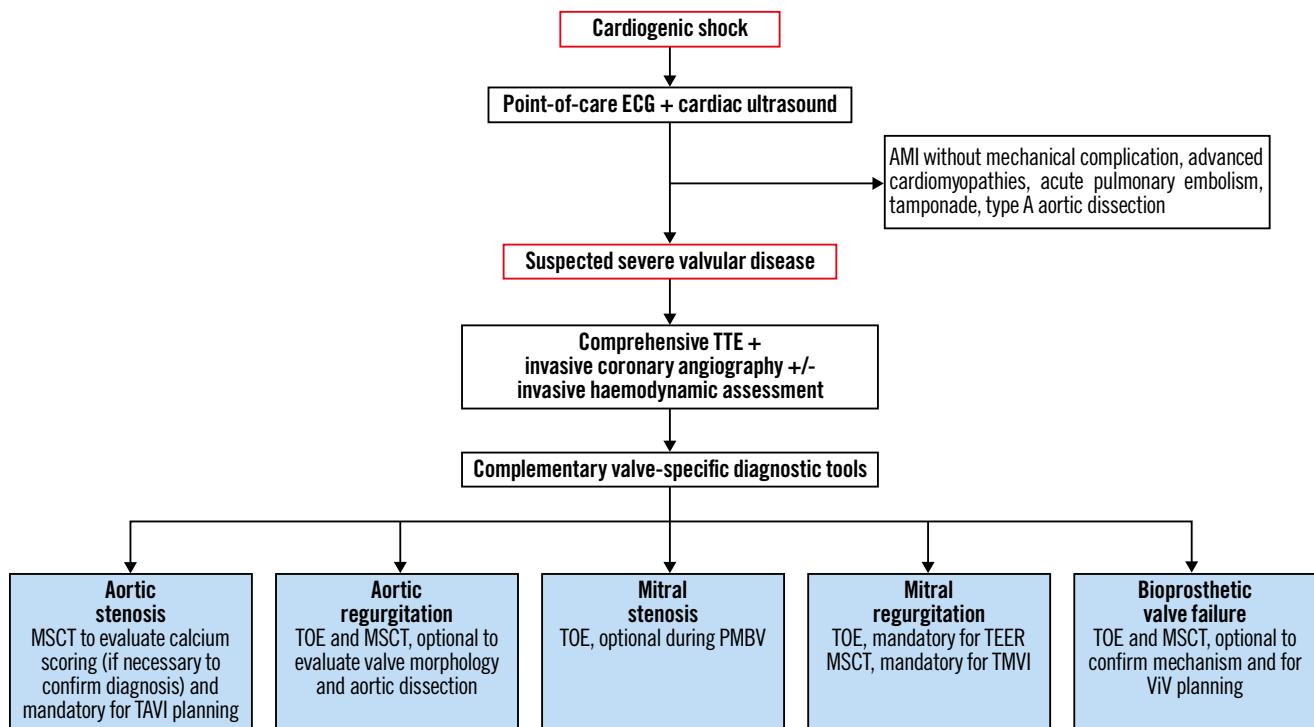 Cardiogenic shock
Point-of-care ECG + cardiac ultrasound
AMI without mechanical complication, advanced
cardiomyopathies, acute pulmonary embolism,
tamponade, type A aortic dissection
Suspected severe valvular disease
Comprehensive TTE +
invasive coronary angiography +/-
invasive haemodynamic assessment
Complementary valve-specific diagnostic tools
Aortic
stenosis
MSCT to evaluate calcium
scoring (if necessary to
confirm diagnosis) and
mandatory for TAVI planning
Aortic
regurgitation
TOE and MSCT, optional to
evaluate valve morphology
and aortic dissection
Mitral
stenosis
TOE, optional during PMBV
Mitral
regurgitation
TOE, mandatory for TEER
MSCT, mandatory for TMVI
Bioprosthetic
valve failure
TOE and MSCT, optional to
confirm mechanism and for
ViV planning